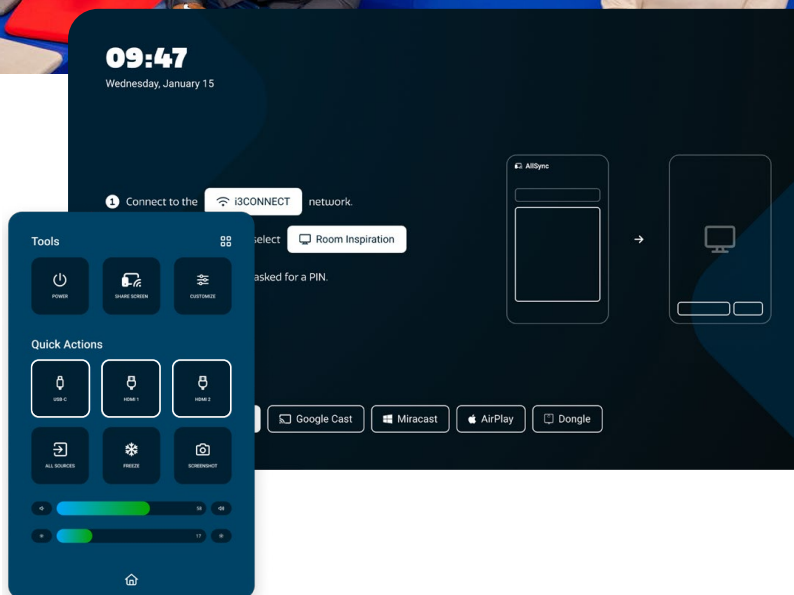 09:47
Wednesday, January 15
AllSync
1 Connect to the i3CONNECT network.
select Room Inspiration
asked for a PIN.
Google Cast
Miracast
AirPlay
Dongle
Tools
POWER
SHARE SCREEN
CUSTOMIZE
Quick Actions
USB-C
HDMI 1
HDMI 2
ALL SOURCES
FREEZE
SCREENSHOT
58
17